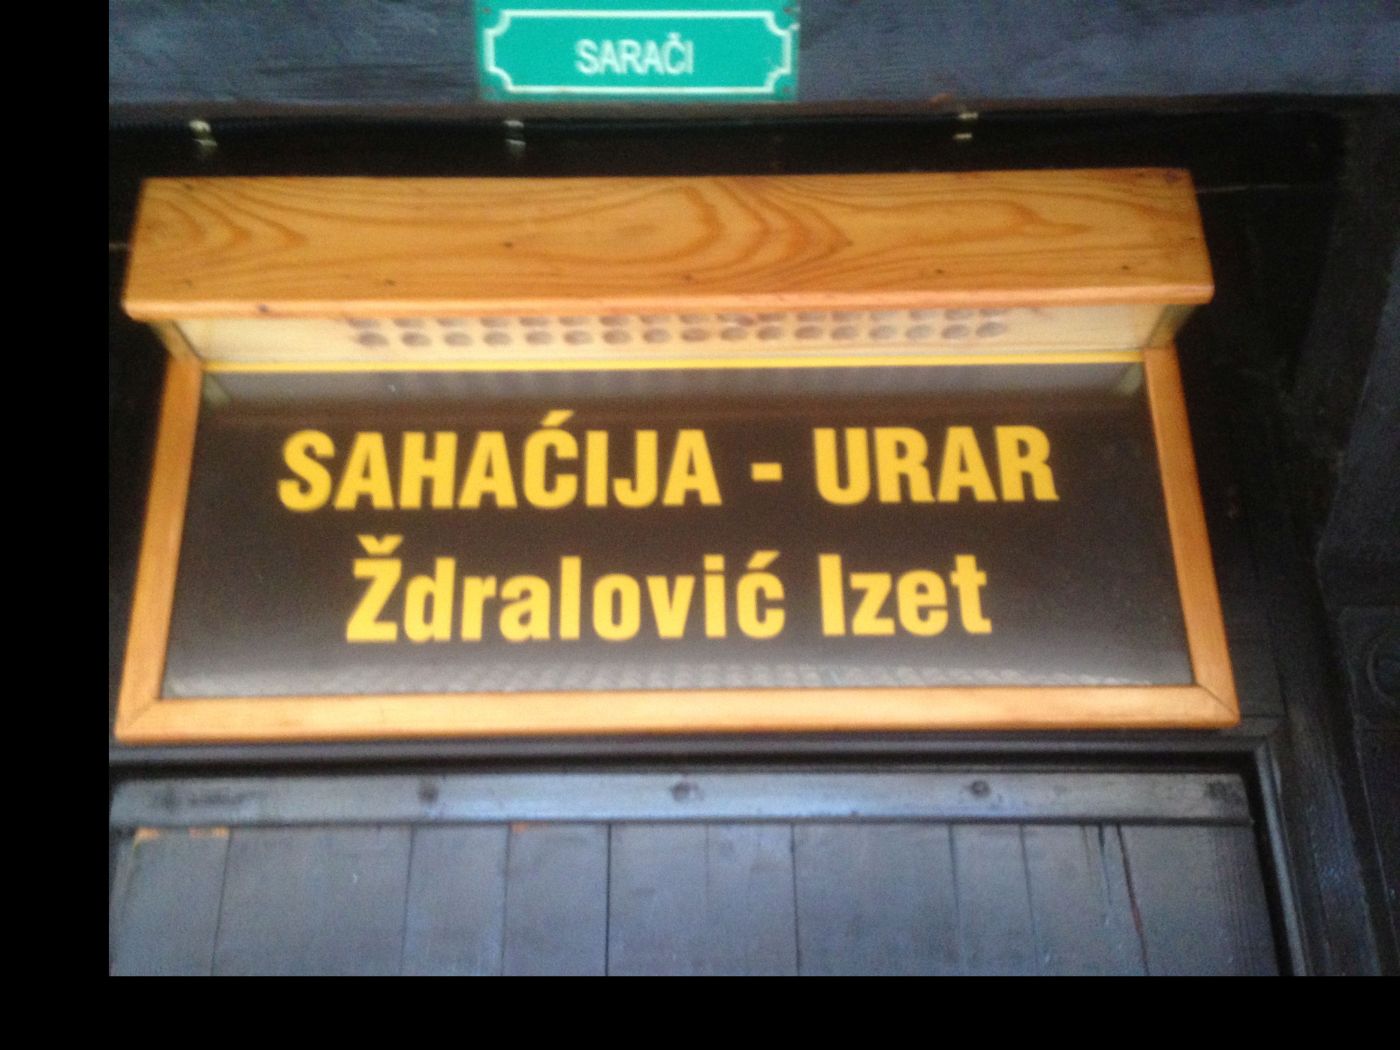 SARAČI
SAHAĆIJA - URAR
Ždralović Izet